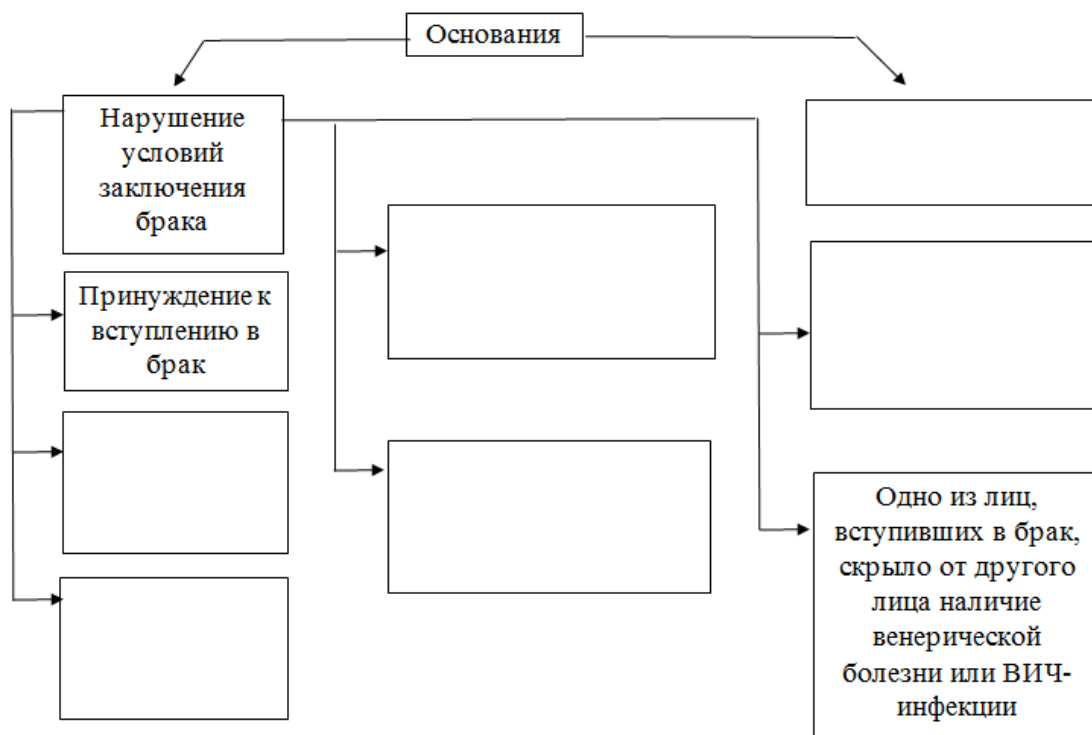 Основания
Нарушение
условий
заключения
брака
Принуждение к
вступлению в
брак
Одно из лиц,
вступивших в брак,
скрыло от другого
лица наличие
венерической
болезни или ВИЧ-
инфекции